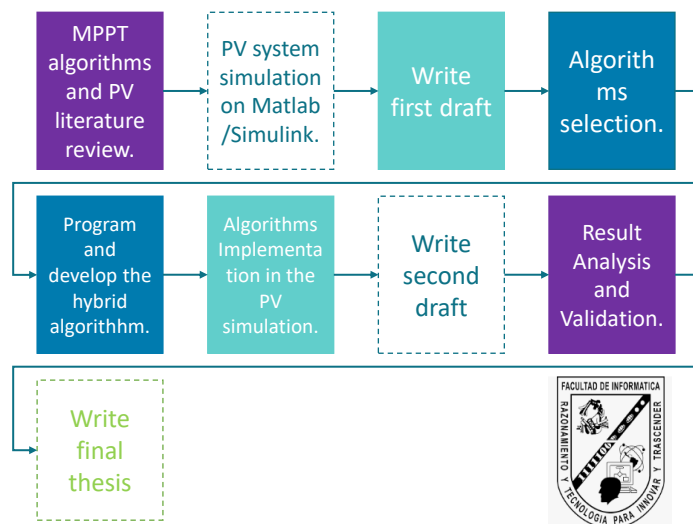 MPPT
algorithms
and PV
literature
review.
PV system
simulation
on Matlab
/Simulink.
Write
first draft
Algorith
ms
selection.
Program
and
develop the
hybrid
algorithhm.
Algorithms
Implementa
tion in the
PV
simulation.
Write
second
draft
Result
Analysis
and
Validation.
Write
final
thesis
FACULTAD DE INFORMATICA
RAZONAMIENTO Y TECNOLOGIA PARA INNOVAR Y TRASCENDER